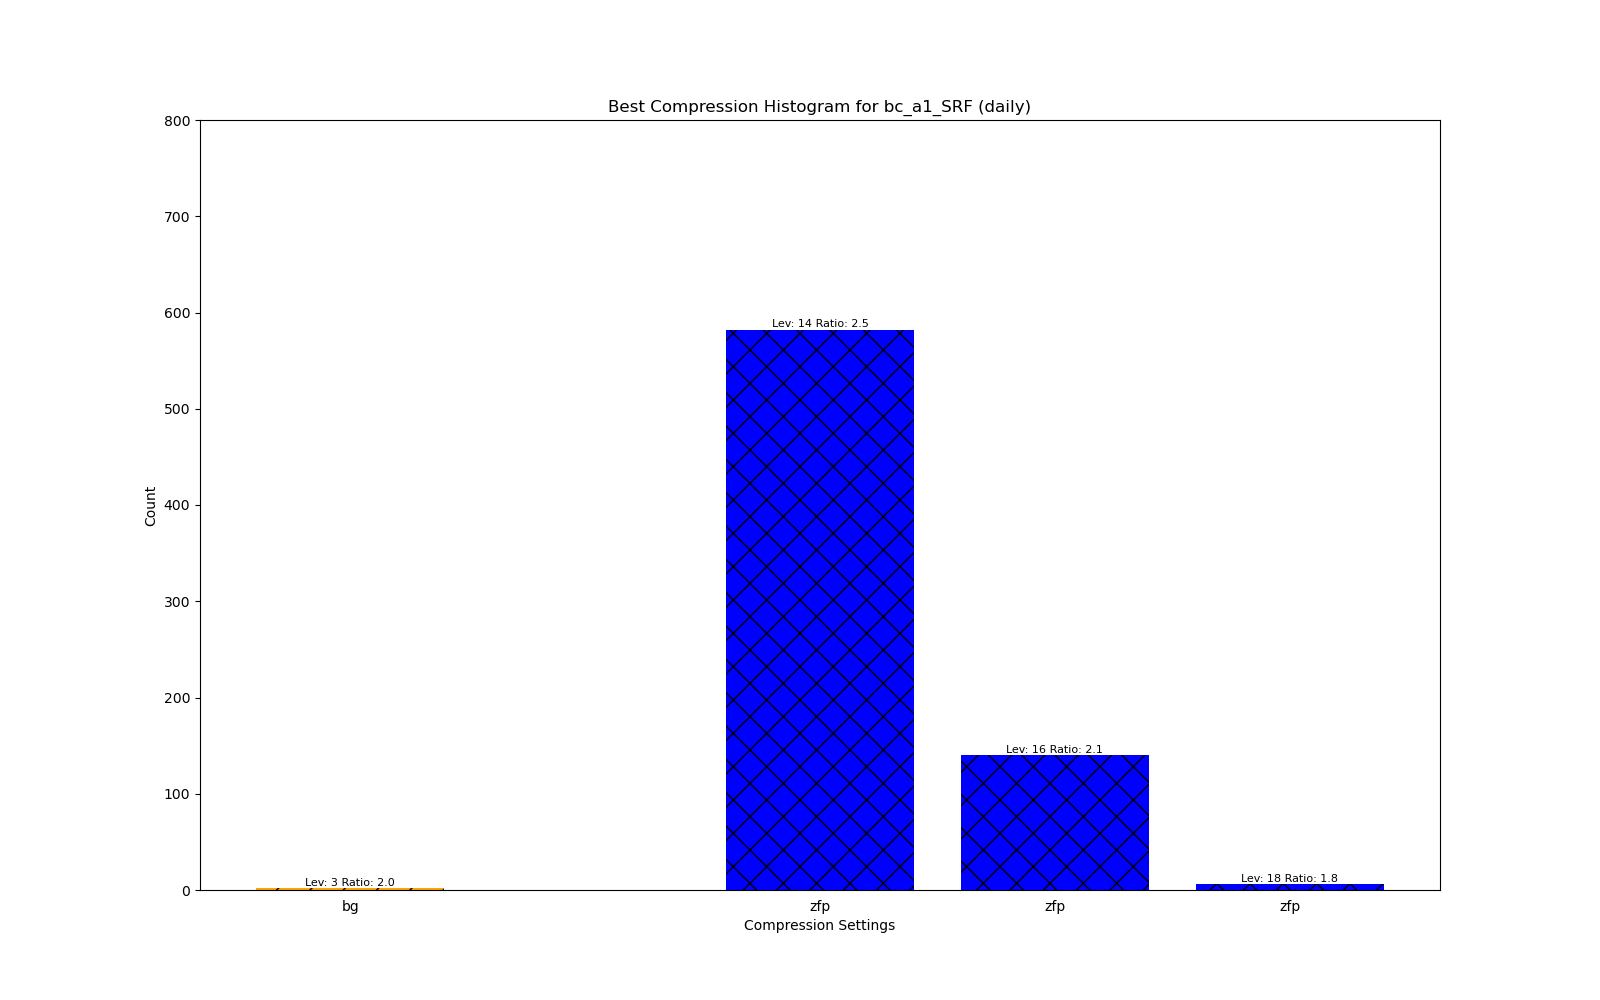 Best Compression Histogram for bc_a1_SRF (daily)
800
700
600
500
400
300
200
100
0
Count
Lev: 3 Ratio: 2.0
Lev: 14 Ratio: 2.5
Lev: 16 Ratio: 2.1
Lev: 18 Ratio: 1.8
bg zfp zfp zfp
Compression Settings